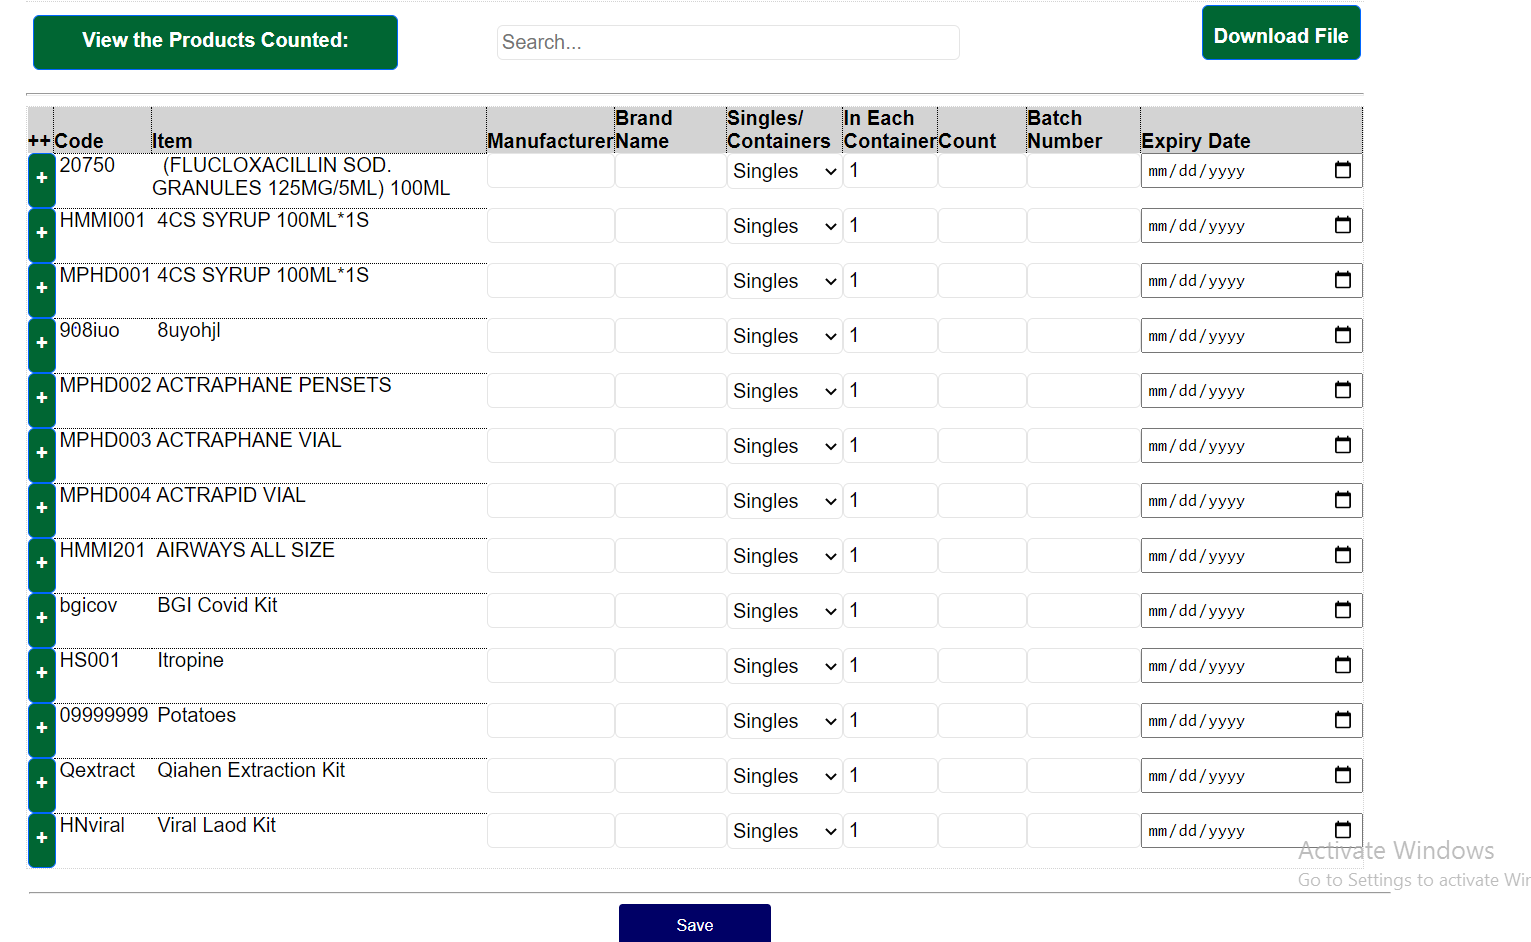 View the Products Counted:
Search...
Download File
++ Code Item Manufacturer Brand Name Singles/ Containers In Each Container Count Batch Number Expiry Date
+ 20750 (FLUCLOXACILLIN SOD. GRANULES 125MG/5ML) 100ML Singles 1 mm/dd/yyyy
+ HMMI001 4CS SYRUP 100ML*1S Singles 1 mm/dd/yyyy
+ MPHD001 4CS SYRUP 100ML*1S Singles 1 mm/dd/yyyy
+ 908iuo 8uyohjl Singles 1 mm/dd/yyyy
+ MPHD002 ACTRAPHANE PENSETS Singles 1 mm/dd/yyyy
+ MPHD003 ACTRAPHANE VIAL Singles 1 mm/dd/yyyy
+ MPHD004 ACTRAPID VIAL Singles 1 mm/dd/yyyy
+ HMMI201 AIRWAYS ALL SIZE Singles 1 mm/dd/yyyy
+ bgicov BGI Covid Kit Singles 1 mm/dd/yyyy
+ HS001 Itropine Singles 1 mm/dd/yyyy
+ 09999999 Potatoes Singles 1 mm/dd/yyyy
+ Qextract Qiahen Extraction Kit Singles 1 mm/dd/yyyy
+ HNviral Viral Laod Kit Singles 1 mm/dd/yyyy
Activate Windows
Go to Settings to activate Wir
Save